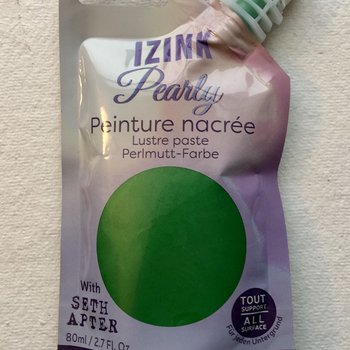 IZINK
Pearly
Peinture nacrée
Lustre paste
Perlmutt-Farbe
With
SETH
APTER
80ml / 2.7 Fl. Oz
TOUT
SUPPORT
ALL
SURFACE
Für jeden Untergrund